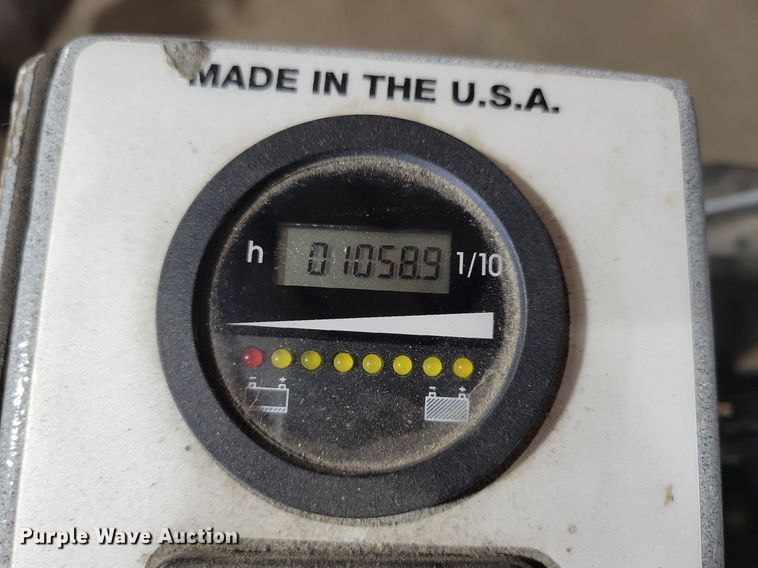 MADE IN THE U.S.A.
h 01058.9 1/10
- + - +
Purple Wave Auction